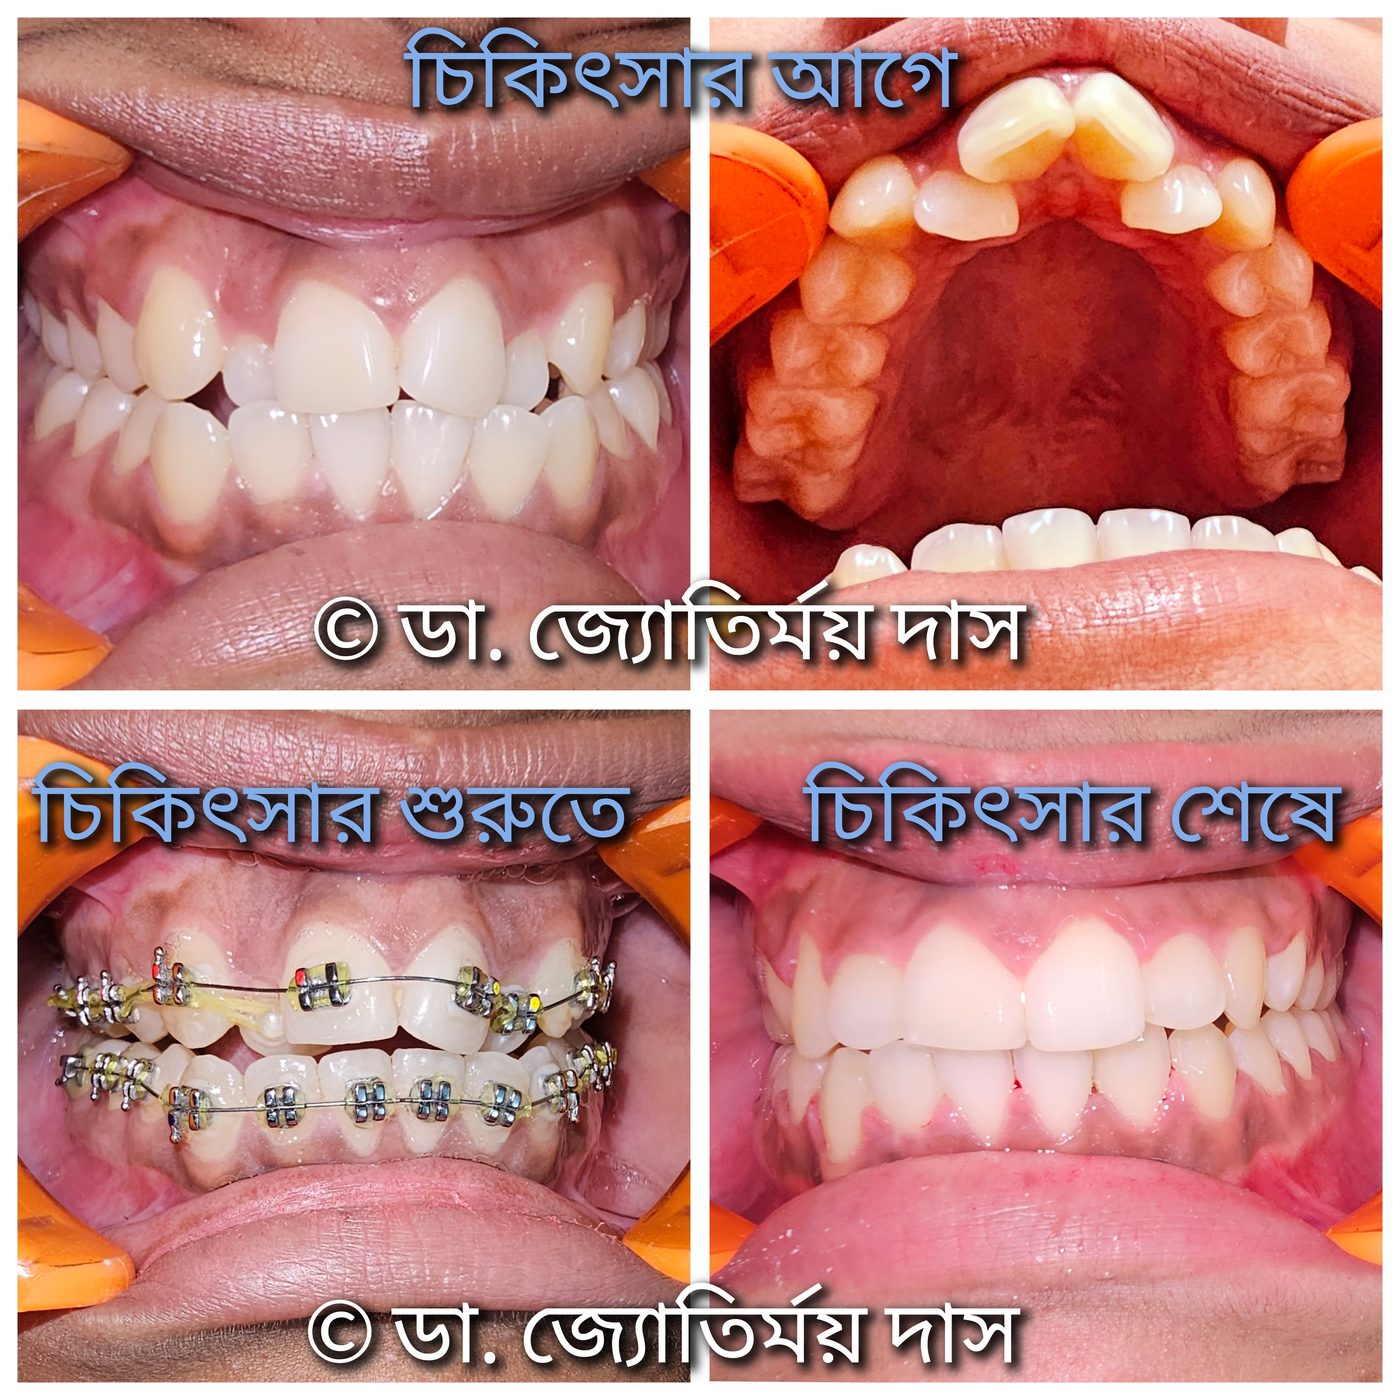 চিকিৎসার আগে
© ডা. জ্যোতির্ময় দাস
চিকিৎসার শুরুতে
চিকিৎসার শেষে
© ডা. জ্যোতির্ময় দাস